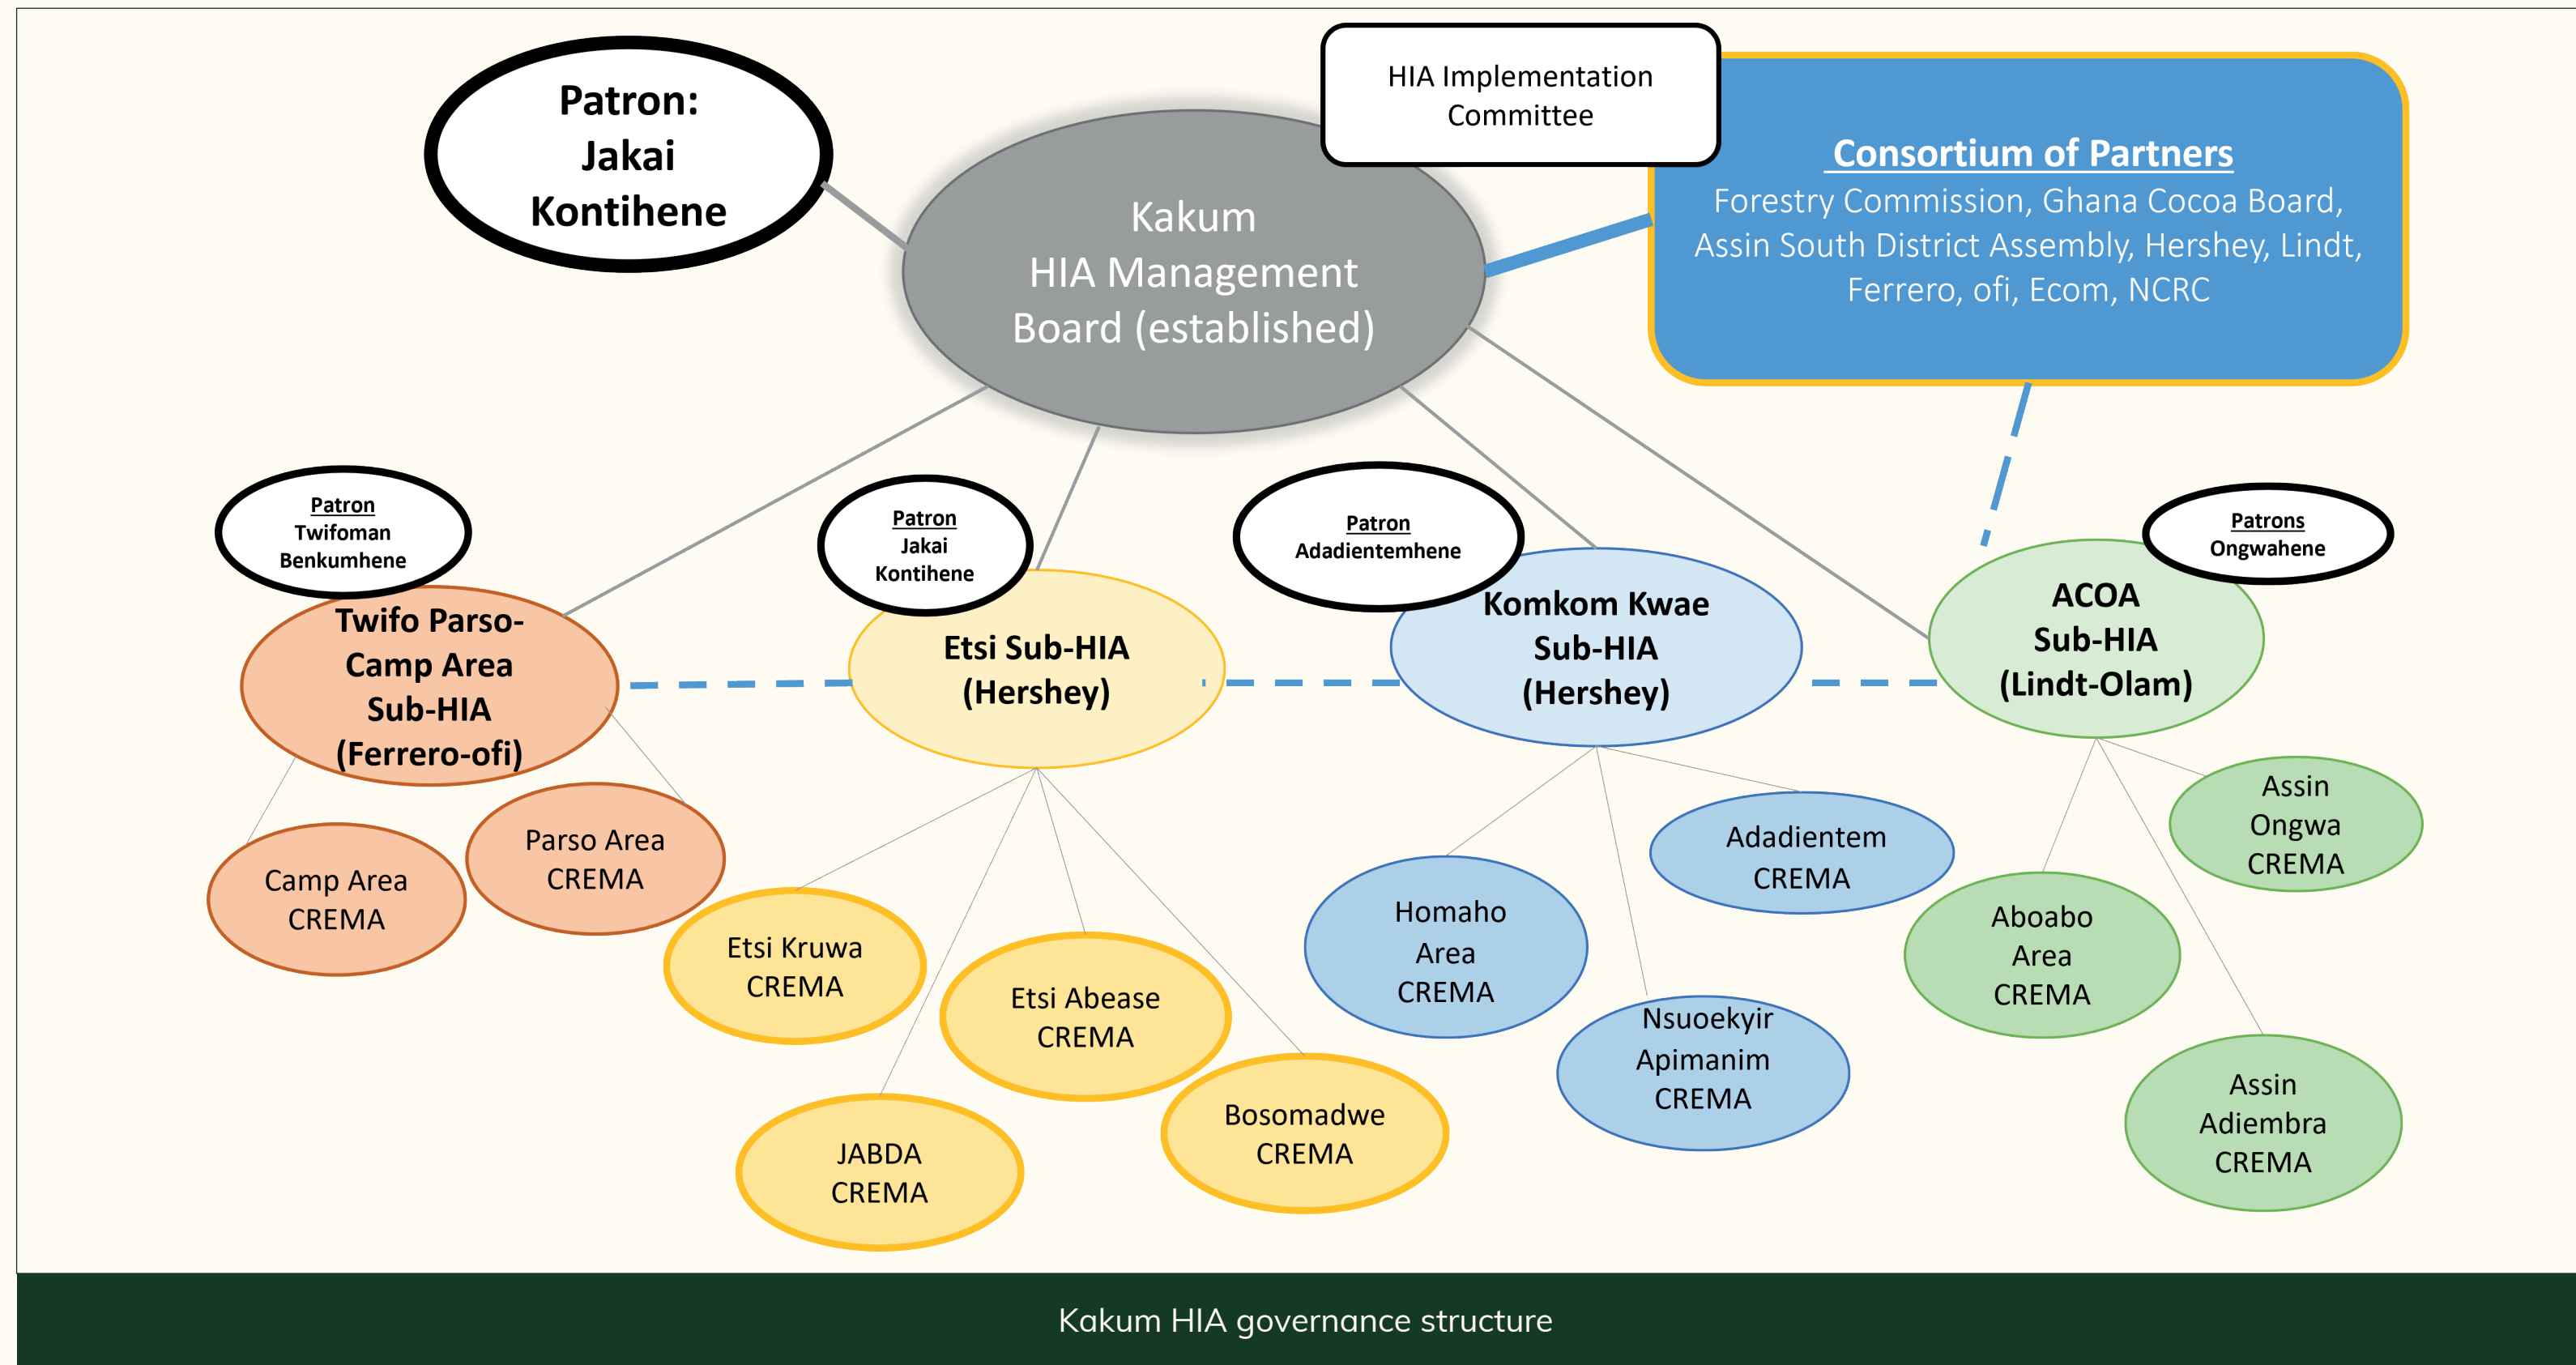 Patron:
Jakai
Kontihene
HIA Implementation
Committee
Kakum
HIA Management
Board (established)
Consortium of Partners
Forestry Commission, Ghana Cocoa Board,
Assin South District Assembly, Hershey, Lindt,
Ferrero, ofi, Ecom, NCRC
Patron
Twifoman
Benkumhene
Patron
Jakai
Kontihene
Patron
Adadientemhene
Patrons
Ongwahene
Twifo Parso-
Camp Area
Sub-HIA
(Ferrero-ofi)
Etsi Sub-HIA
(Hershey)
Komkom Kwae
Sub-HIA
(Hershey)
ACOA
Sub-HIA
(Lindt-Olam)
Camp Area
CREMA
Parso Area
CREMA
Etsi Kruwa
CREMA
JABDA
CREMA
Etsi Abease
CREMA
Bosomadwe
CREMA
Homaho
Area
CREMA
Nsuoekyir
Apimanim
CREMA
Adadientem
CREMA
Aboabo
Area
CREMA
Assin
Ongwa
CREMA
Assin
Adiembra
CREMA
Kakum HIA governance structure